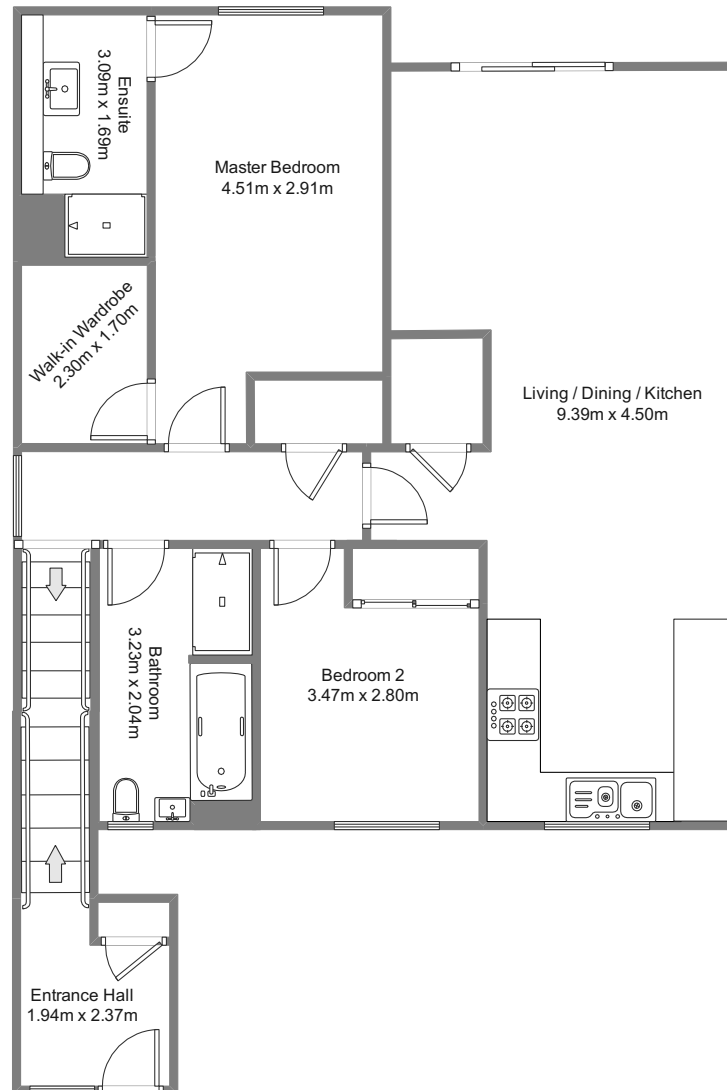 Ensuite
3.09m x 1.69m
Master Bedroom
4.51m x 2.91m
Walk-in Wardrobe
2.30m x 1.70m
Living / Dining / Kitchen
9.39m x 4.50m
Bathroom
3.23m x 2.04m
Bedroom 2
3.47m x 2.80m
Entrance Hall
1.94m x 2.37m